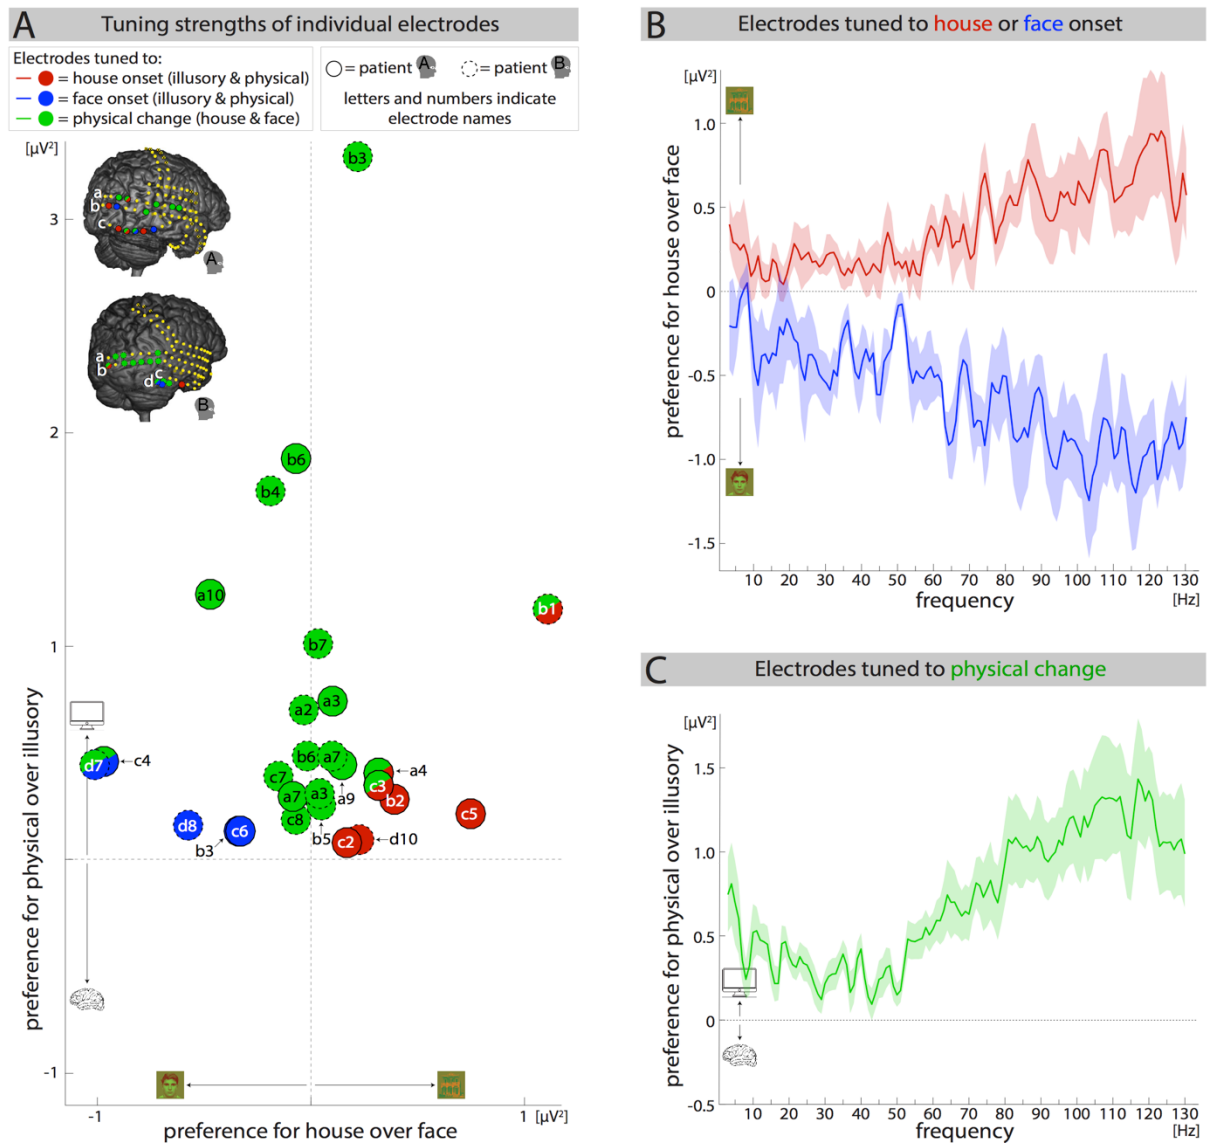 A Tuning strengths of individual electrodes
Electrodes tuned to:
= house onset (illusory & physical)
= face onset (illusory & physical)
= physical change (house & face)
= patient A
= patient B
letters and numbers indicate
electrode names
[µV²]
b3
a
b
c
A
3
a
b
c
d
B
2
b6
b4
a10
b1
b7
1
a3
a2
c4
d7
b6
a7
a9
c7
a4
c3
b2
a7
a3
c5
d8
c8
b5
c6
b3
c2
d10
preference for physical over illusory
-1
-1
1
[µV²]
preference for house over face
B Electrodes tuned to house or face onset
[µV²]
1.0
0.5
0
-0.5
-1.0
-1.5
preference for house over face
10 20 30 40 50 60 70 80 90 100 110 120 130
frequency
[Hz]
C Electrodes tuned to physical change
[µV²]
1.5
1.0
0.5
0
-0.5
preference for physical over illusory
10 20 30 40 50 60 70 80 90 100 110 120 130
frequency
[Hz]